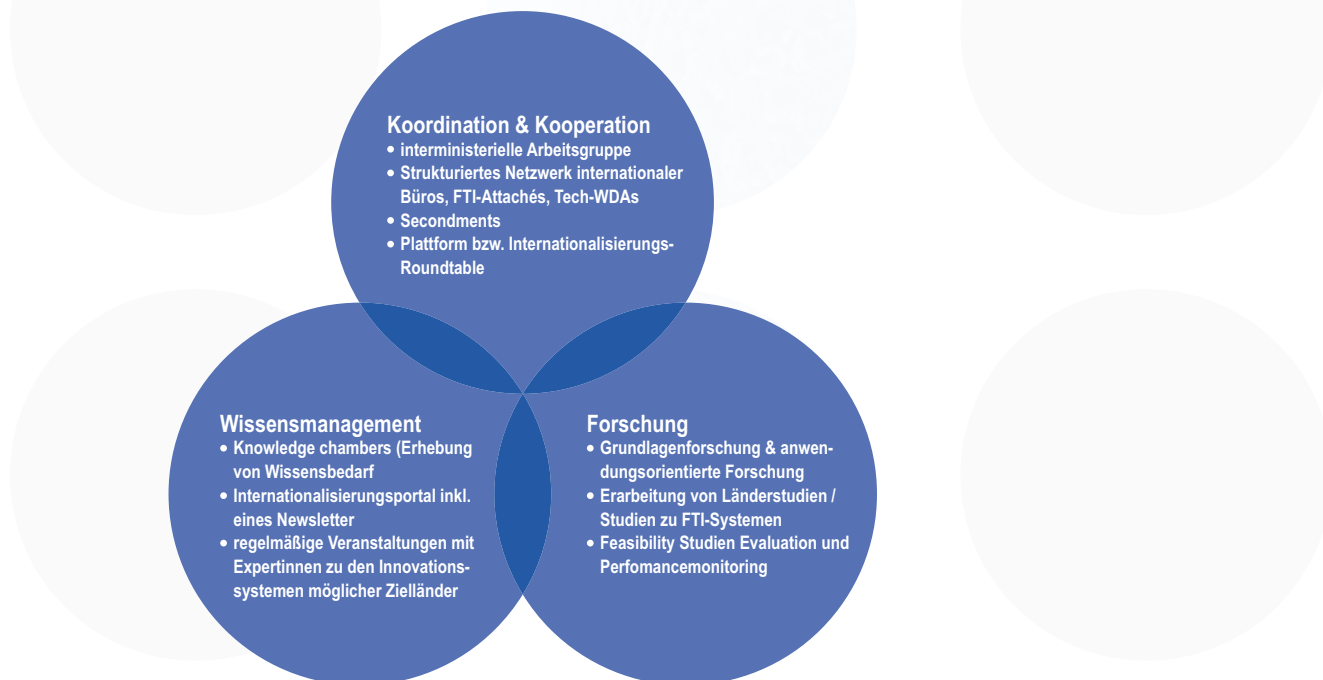 Koordination & Kooperation
• interministerielle Arbeitsgruppe
• Strukturiertes Netzwerk internationaler
Büros, FTI-Attachés, Tech-WDAs
• Secondments
• Plattform bzw. Internationalisierungs-
Roundtable
Wissensmanagement
• Knowledge chambers (Erhebung
von Wissensbedarf
• Internationalisierungsportal inkl.
eines Newsletter
• regelmäßige Veranstaltungen mit
Expertinnen zu den Innovations-
systemen möglicher Zielländer
Forschung
• Grundlagenforschung & anwen-
dungsorientierte Forschung
• Erarbeitung von Länderstudien /
Studien zu FTI-Systemen
• Feasibility Studien Evaluation und
Perfomancemonitoring